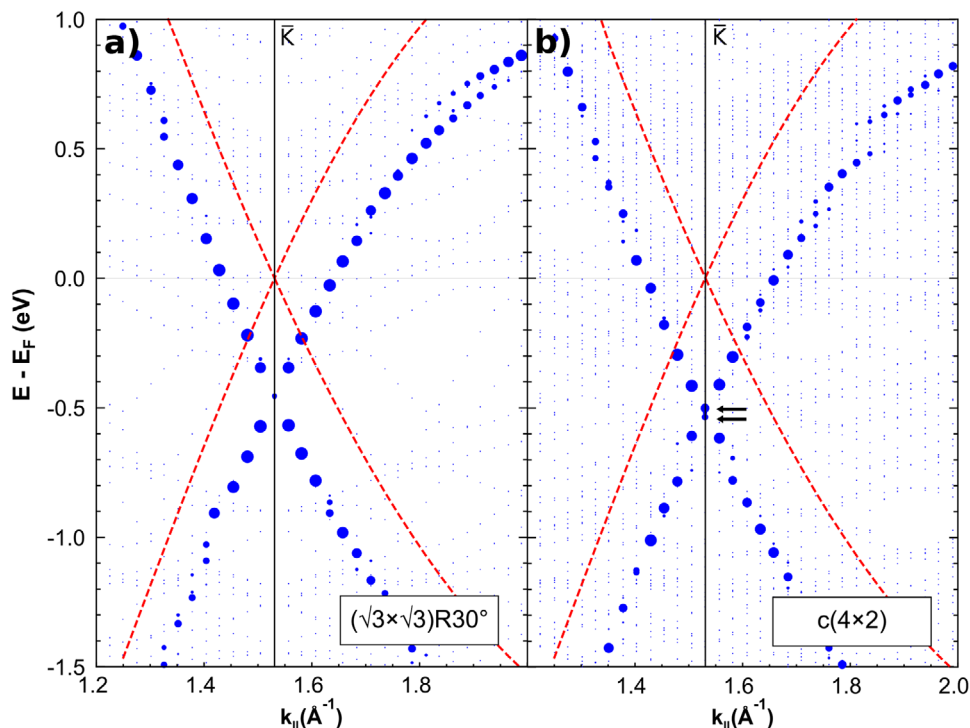 a) K̅ b) K̅
1.0
0.5
0.0
-0.5
-1.0
-1.5
E - E_F (eV)
(√3×√3)R30° c(4×2)
1.2 1.4 1.6 1.8 1.4 1.6 1.8 2.0
k_||(Å⁻¹) k_||(Å⁻¹)